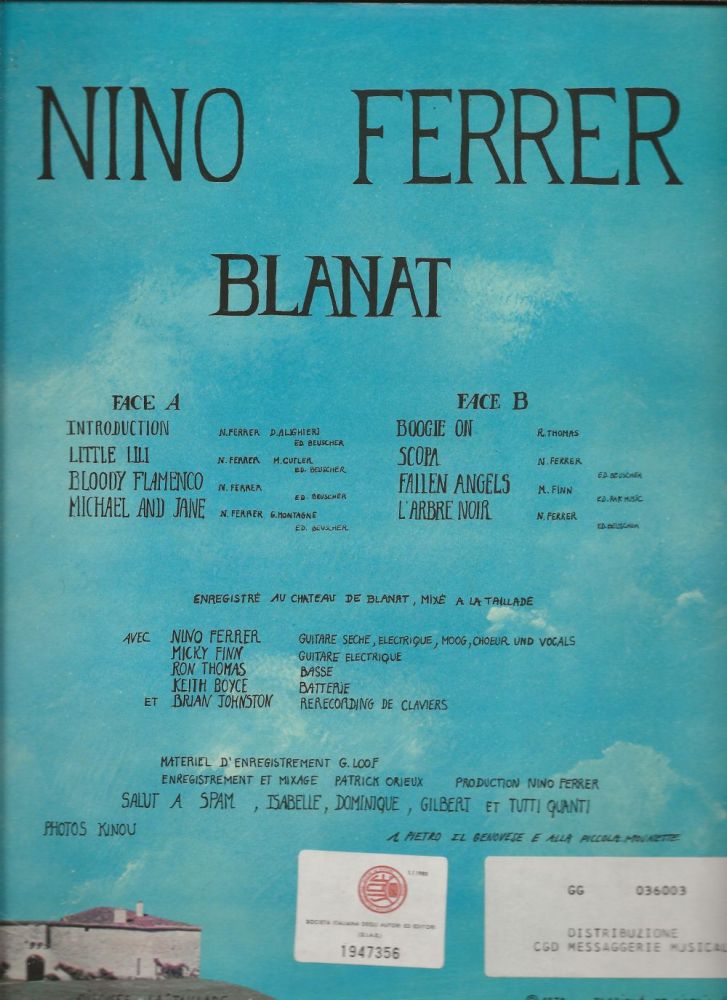 NINO FERRER
BLANAT
FACE A
INTRODUCTION N. FERRER D. ALIGHIERI
ED. BEUSCHER
LITTLE LILI N. FERRER M. CUTLER
ED. BEUSCHER
BLOODY FLAMENCO N. FERRER
ED. BEUSCHER
MICHAEL AND JANE N. FERRER G. MONTAGNE
ED. BEUSCHER
FACE B
BOOGIE ON R. THOMAS
SCOPA N. FERRER
ED. BEUSCHER
FALLEN ANGELS M. FINN
ED. RAK MUSIC
L'ARBRE NOIR N. FERRER
ED. BEUSCHER
ENREGISTRÉ AU CHATEAU DE BLANAT, MIXÉ A LA TAILLADE
AVEC NINO FERRER GUITARE SECHE, ELECTRIQUE, MOOG, CHOEUR UND VOCALS
MICKY FINN GUITARE ELECTRIQUE
RON THOMAS BASSE
KEITH BOYCE BATTERIE
ET BRIAN JOHNSTON RERECORDING DE CLAVIERS
MATERIEL D'ENREGISTREMENT G. LOOF
ENREGISTREMENT ET MIXAGE PATRICK ORIEUX PRODUCTION NINO FERRER
SALUT A SPAM, ISABELLE, DOMINIQUE, GILBERT ET TUTTI QUANTI
PHOTOS KINOU
A PIETRO IL GENOVESE E ALLA PICCOLA MOUNETTE
1/1980
SOCIETÀ ITALIANA DEGLI AUTORI ED EDITORI
(S.I.A.E.)
1947356
GG 036003
DISTRIBUZIONE
CGD MESSAGGERIE MUSICAL